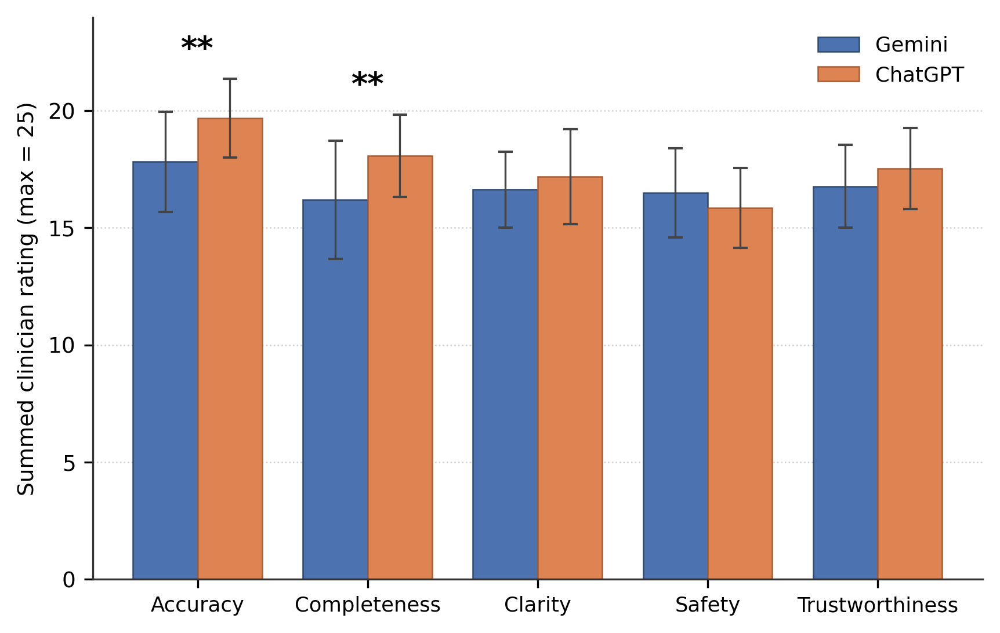 **
**
Gemini
ChatGPT
Summed clinician rating (max = 25)
20
15
10
5
0
Accuracy
Completeness
Clarity
Safety
Trustworthiness